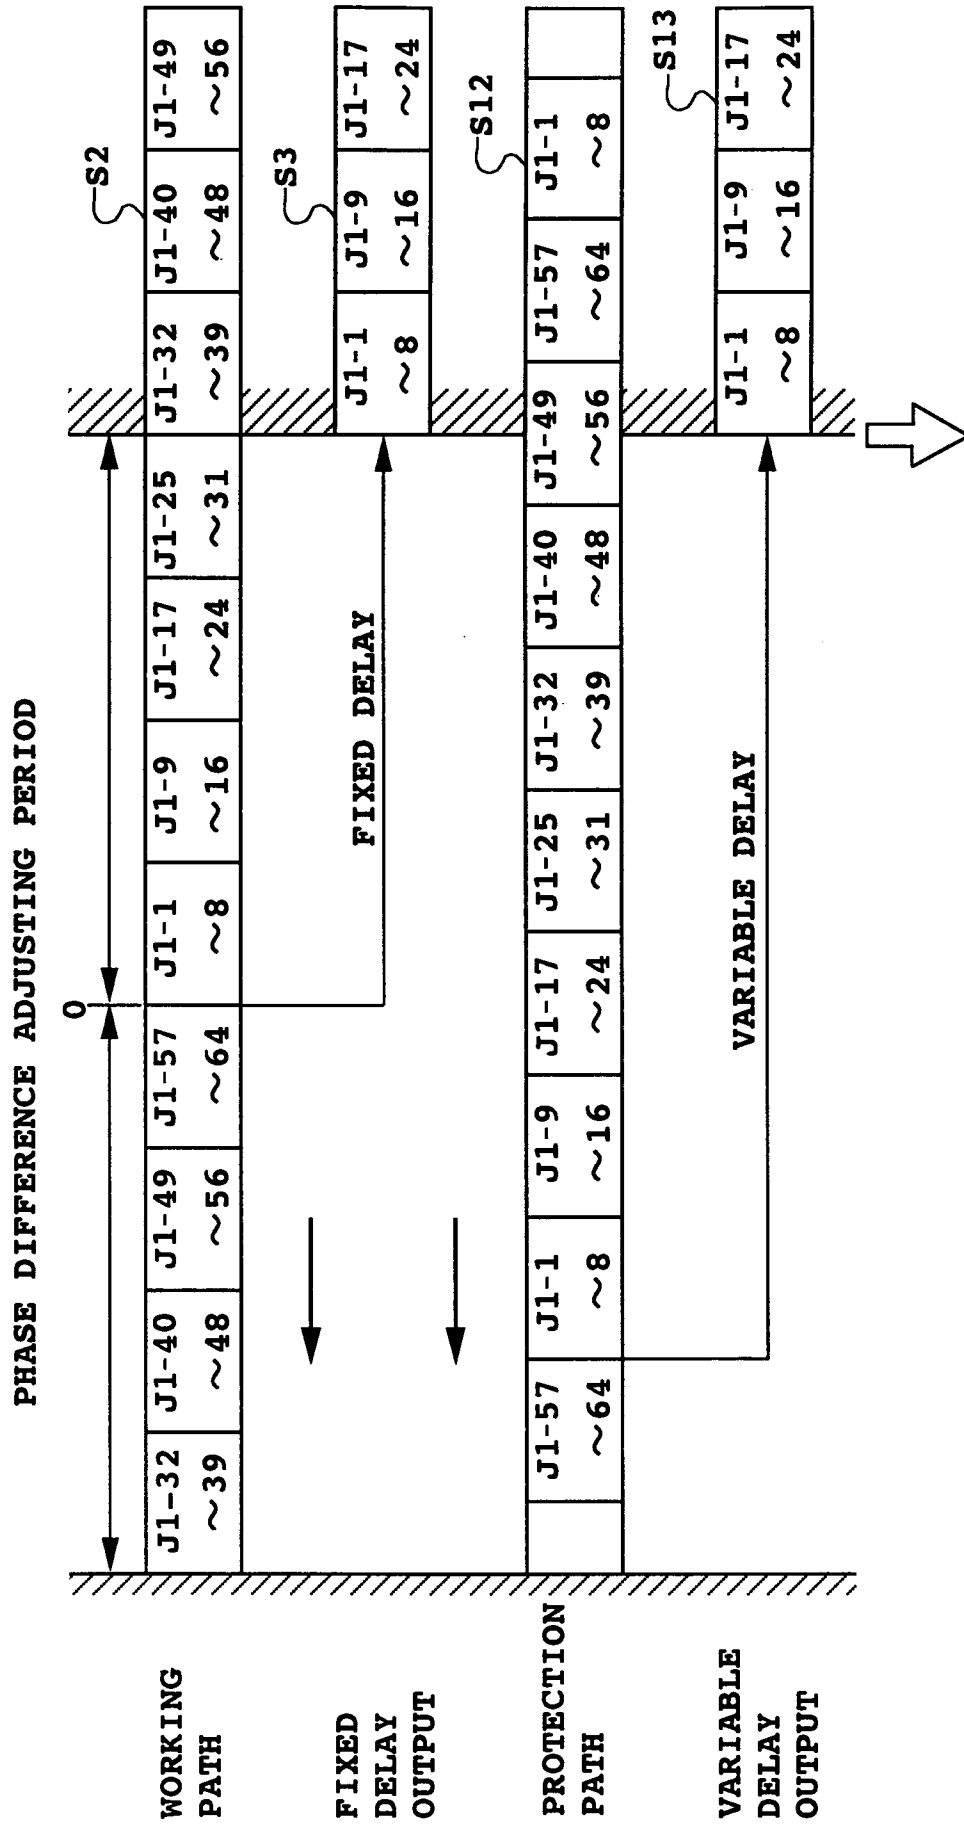 PHASE DIFFERENCE ADJUSTING PERIOD
0
S2
WORKING
PATH
J1-32
~39
J1-40
~48
J1-49
~56
J1-57
~64
J1-1
~8
J1-9
~16
J1-17
~24
J1-25
~31
J1-32
~39
J1-40
~48
J1-49
~56
S3
FIXED
DELAY
OUTPUT
FIXED DELAY
J1-1
~8
J1-9
~16
J1-17
~24
S12
PROTECTION
PATH
J1-57
~64
J1-1
~8
J1-9
~16
J1-17
~24
J1-25
~31
J1-32
~39
J1-40
~48
J1-49
~56
J1-57
~64
J1-1
~8
S13
VARIABLE
DELAY
OUTPUT
VARIABLE DELAY
J1-1
~8
J1-9
~16
J1-17
~24